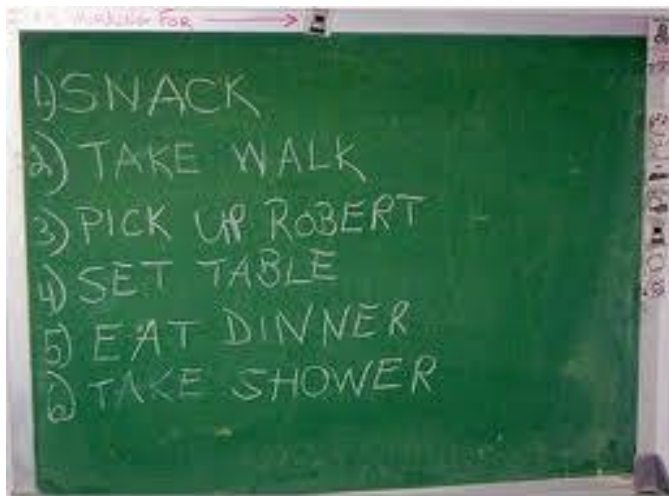 WORKING FOR
1) SNACK
2) TAKE WALK
3) PICK UP ROBERT
4) SET TABLE
5) EAT DINNER
6) TAKE SHOWER